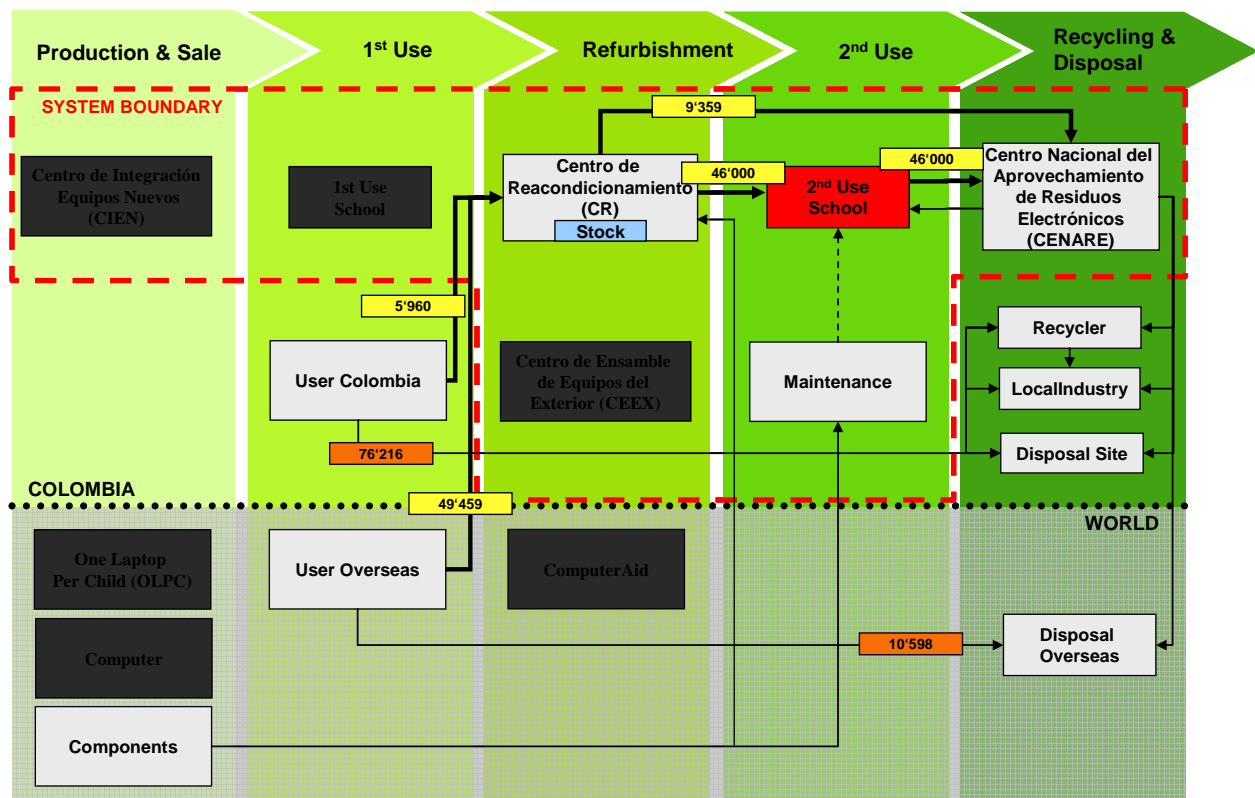 Production & Sale
1st Use
Refurbishment
2nd Use
Recycling &
Disposal
SYSTEM BOUNDARY
9‘359
Centro de Integración
Equipos Nuevos
(CIEN)
1st Use
School
Centro de
Reacondicionamiento
(CR)
Stock
46‘000
2nd Use
School
46‘000
Centro Nacional del
Aprovechamiento
de Residuos
Electrónicos
(CENARE)
5‘960
User Colombia
Centro de Ensamble
de Equipos del
Exterior (CEEX)
Maintenance
Recycler
LocalIndustry
Disposal Site
76‘216
COLOMBIA
49‘459
WORLD
One Laptop
Per Child (OLPC)
User Overseas
ComputerAid
Computer
10‘598
Disposal
Overseas
Components